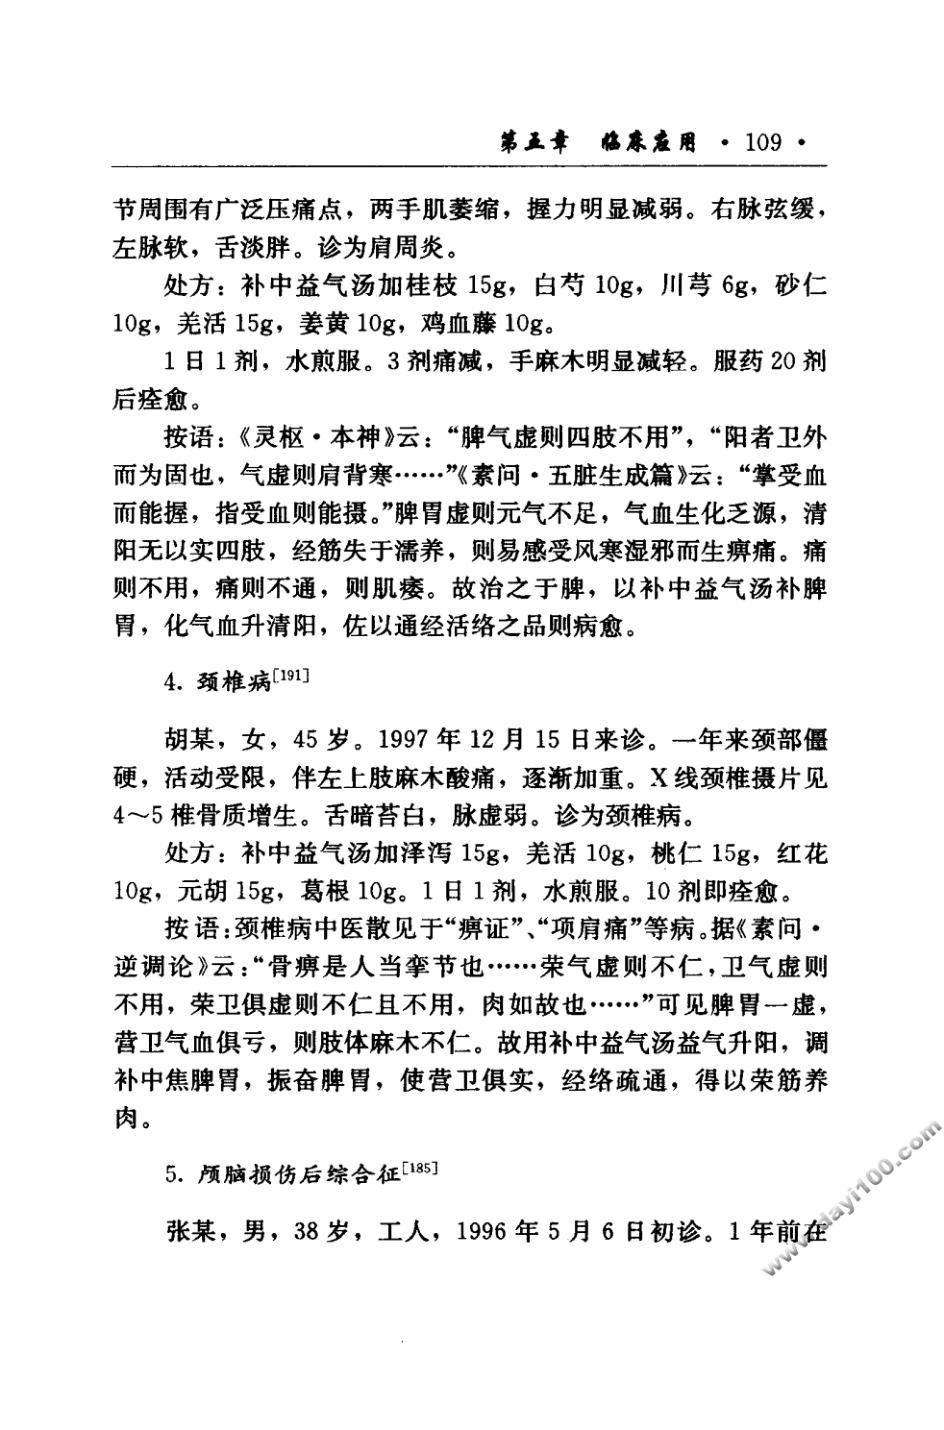 第五章 临床应用 · 109 ·
节周围有广泛压痛点，两手肌萎缩，握力明显减弱。右脉弦缓，
左脉软，舌淡胖。诊为肩周炎。
处方：补中益气汤加桂枝 15g，白芍 10g，川芎 6g，砂仁
10g，羌活 15g，姜黄 10g，鸡血藤 10g。
1 日 1 剂，水煎服。3 剂痛减，手麻木明显减轻。服药 20 剂
后痊愈。
按语：《灵枢·本神》云：“脾气虚则四肢不用”，“阳者卫外
而为固也，气虚则肩背寒……”《素问·五脏生成篇》云：“掌受血
而能握，指受血则能摄。”脾胃虚则元气不足，气血生化乏源，清
阳无以实四肢，经筋失于濡养，则易感受风寒湿邪而生痹痛。痛
则不用，痛则不通，则肌痿。故治之于脾，以补中益气汤补脾
胃，化气血升清阳，佐以通经活络之品则病愈。
4. 颈椎病[191]
胡某，女，45 岁。1997 年 12 月 15 日来诊。一年来颈部僵
硬，活动受限，伴左上肢麻木酸痛，逐渐加重。X 线颈椎摄片见
4～5 椎骨质增生。舌暗苔白，脉虚弱。诊为颈椎病。
处方：补中益气汤加泽泻 15g，羌活 10g，桃仁 15g，红花
10g，元胡 15g，葛根 10g。1 日 1 剂，水煎服。10 剂即痊愈。
按语：颈椎病中医散见于“痹证”、“项肩痛”等病。据《素问·
逆调论》云：“骨痹是人当挛节也……荣气虚则不仁，卫气虚则
不用，荣卫俱虚则不仁且不用，肉如故也……”可见脾胃一虚，
营卫气血俱亏，则肢体麻木不仁。故用补中益气汤益气升阳，调
补中焦脾胃，振奋脾胃，使营卫俱实，经络疏通，得以荣筋养
肉。
5. 颅脑损伤后综合征[185]
张某，男，38 岁，工人，1996 年 5 月 6 日初诊。1 年前在
www.dayi100.com